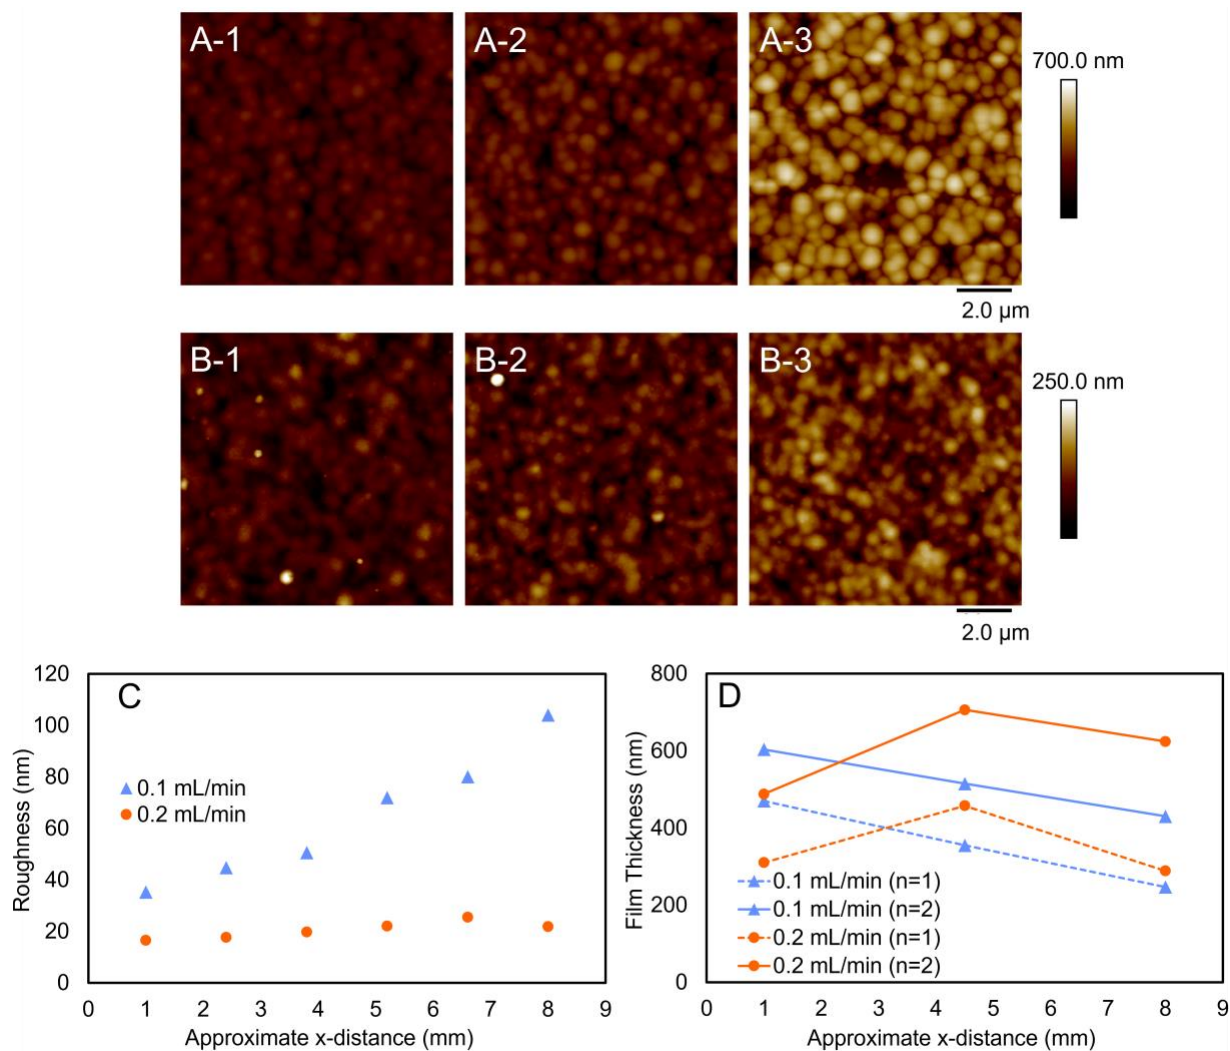 A-1
A-2
A-3
700.0 nm
2.0 µm
B-1
B-2
B-3
250.0 nm
2.0 µm
C
Roughness (nm)
120
100
80
60
40
20
0
0.1 mL/min
0.2 mL/min
0 1 2 3 4 5 6 7 8 9
Approximate x-distance (mm)
D
Film Thickness (nm)
800
600
400
200
0
0.1 mL/min (n=1)
0.1 mL/min (n=2)
0.2 mL/min (n=1)
0.2 mL/min (n=2)
0 1 2 3 4 5 6 7 8 9
Approximate x-distance (mm)